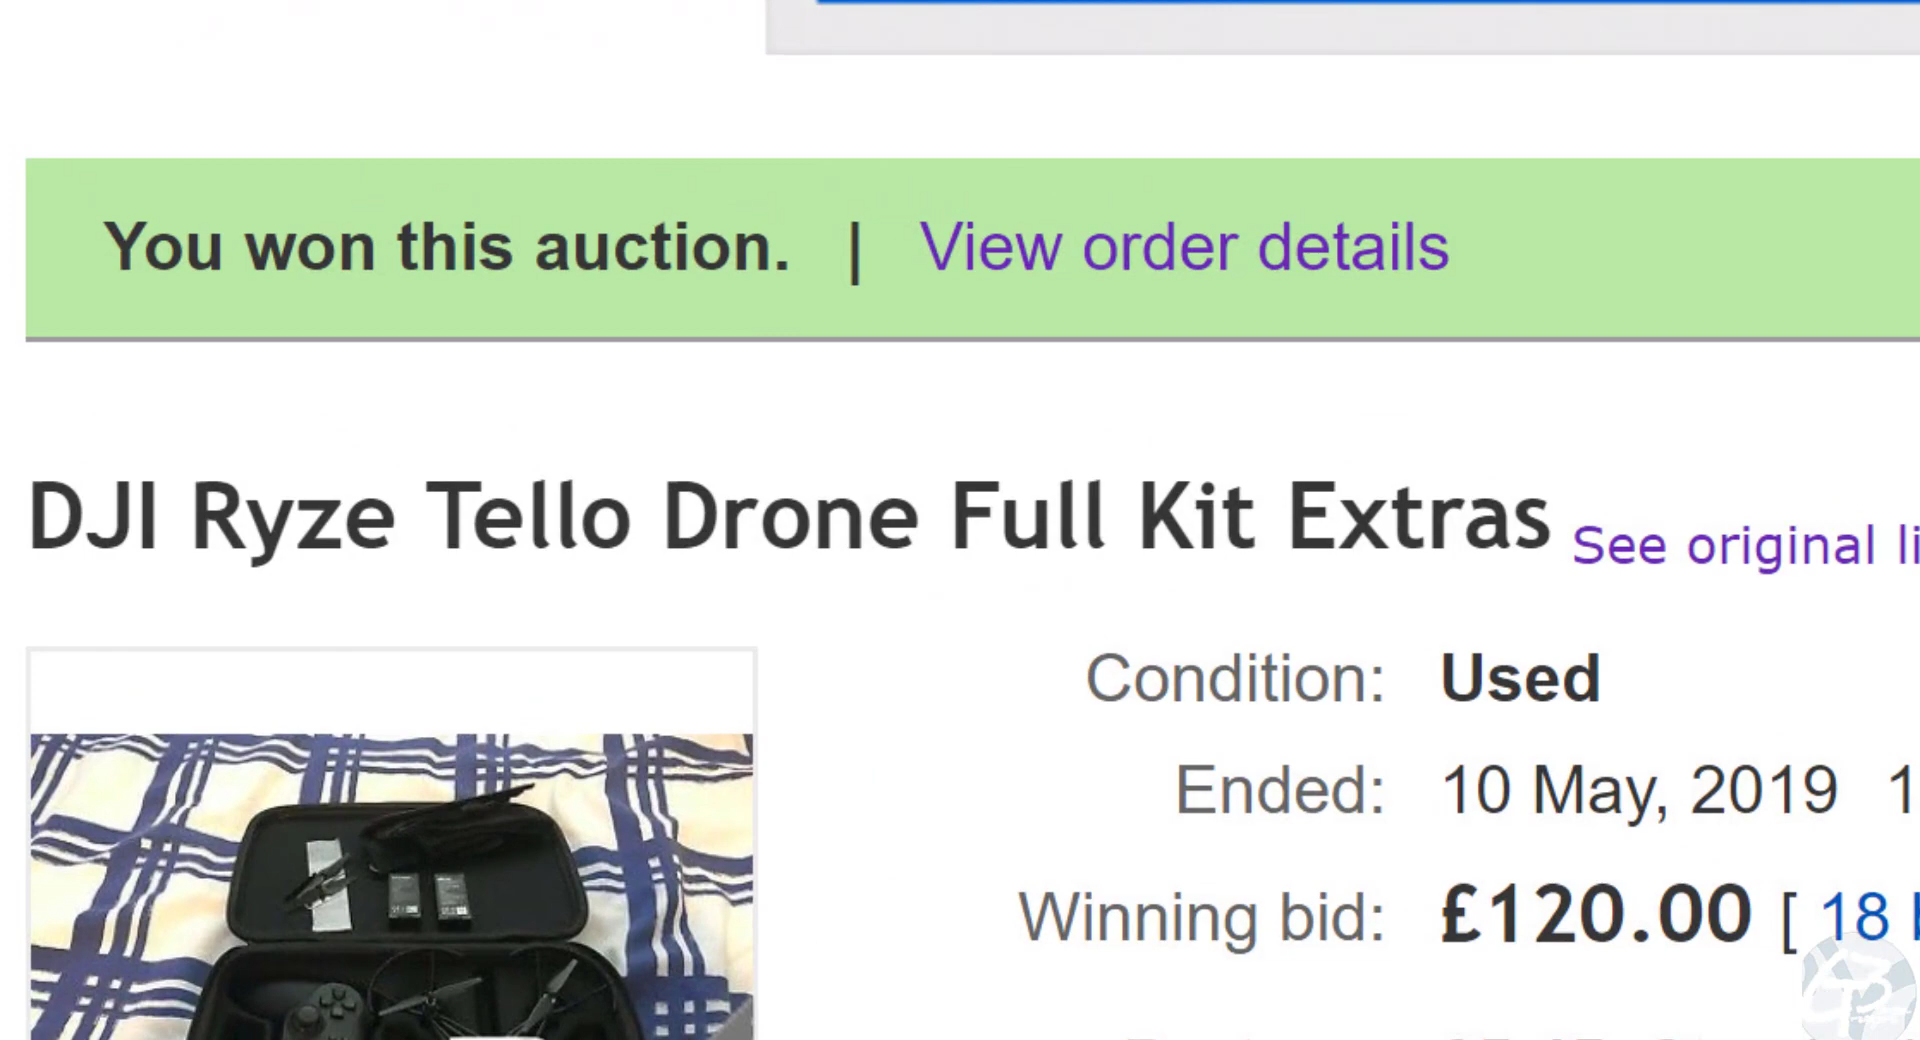 You won this auction. | View order details
DJI Ryze Tello Drone Full Kit Extras See original
Condition: Used
Ended: 10 May, 2019
Winning bid: £120.00 [ 18